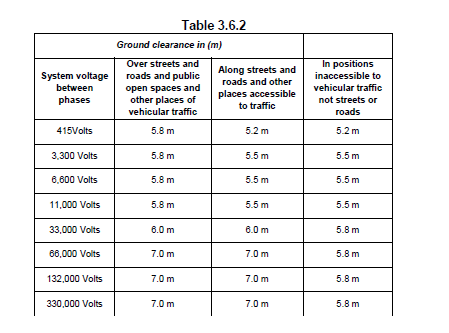 Table 3.6.2
Ground clearance in (m)
System voltage
between
phases
Over streets and
roads and public
open spaces and
other places of
vehicular traffic
Along streets and
roads and other
places accessible
to traffic
In positions
inaccessible to
vehicular traffic
not streets or
roads
415Volts 5.8 m 5.2 m 5.2 m
3,300 Volts 5.8 m 5.5 m 5.5 m
6,600 Volts 5.8 m 5.5 m 5.5 m
11,000 Volts 5.8 m 5.5 m 5.5 m
33,000 Volts 6.0 m 6.0 m 5.8 m
66,000 Volts 7.0 m 7.0 m 5.8 m
132,000 Volts 7.0 m 7.0 m 5.8 m
330,000 Volts 7.0 m 7.0 m 5.8 m